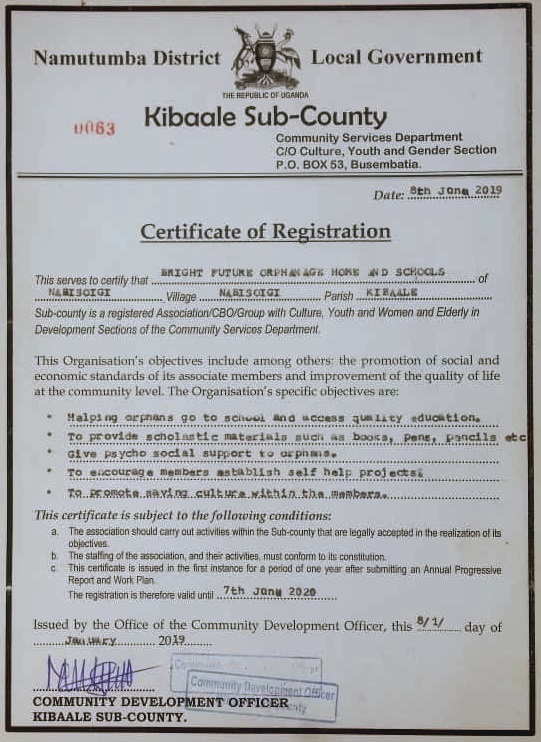 Namutumba District Local Government
THE REPUBLIC OF UGANDA
Kibaale Sub-County
0063
Community Services Department
C/O Culture, Youth and Gender Section
P.O. BOX 53, Busembatia.
Date: 8th June 2019
Certificate of Registration
This serves to certify that BRIGHT FUTURE ORPHANAGE HOME AND SCHOOLS of
NABISOIGI Village NABISOIGI Parish KIBAALE
Sub-county is a registered Association/CBO/Group with Culture, Youth and Women and Elderly in
Development Sections of the Community Services Department.
This Organisation's objectives include among others: the promotion of social and
economic standards of its associate members and improvement of the quality of life
at the community level. The Organisation's specific objectives are:
* Helping orphans go to school and access quality education.
* To provide scholastic materials such as books, pens, pencils etc
* Give psycho social support to orphans.
* To encourage members establish self help projects;
* To promote saving culture within the members.
This certificate is subject to the following conditions:
a. The association should carry out activities within the Sub-county that are legally accepted in the realization of its
objectives.
b. The staffing of the association, and their activities, must conform to its constitution.
c. This certificate is issued in the first instance for a period of one year after submitting an Annual Progressive
Report and Work Plan.
The registration is therefore valid until 7th June 2020
Issued by the Office of the Community Development Officer, this 8/1/ day of
January 2019
Community Development Officer
COMMUNITY DEVELOPMENT OFFICER
KIBAALE SUB-COUNTY.